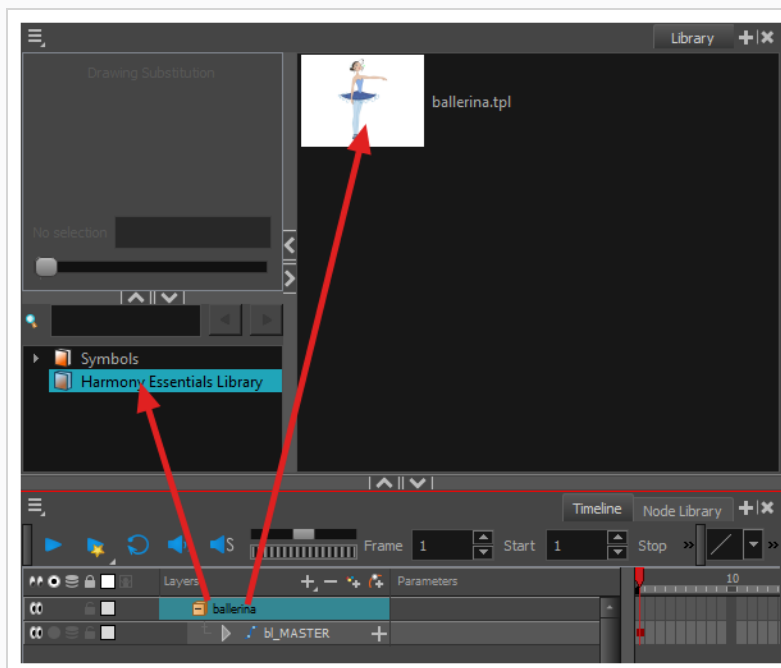 Library
Drawing Substitution
ballerina.tpl
No selection
Symbols
Harmony Essentials Library
Timeline
Node Library
S
Frame 1 Start 1 Stop
Layers Parameters 10
ballerina
bl_MASTER